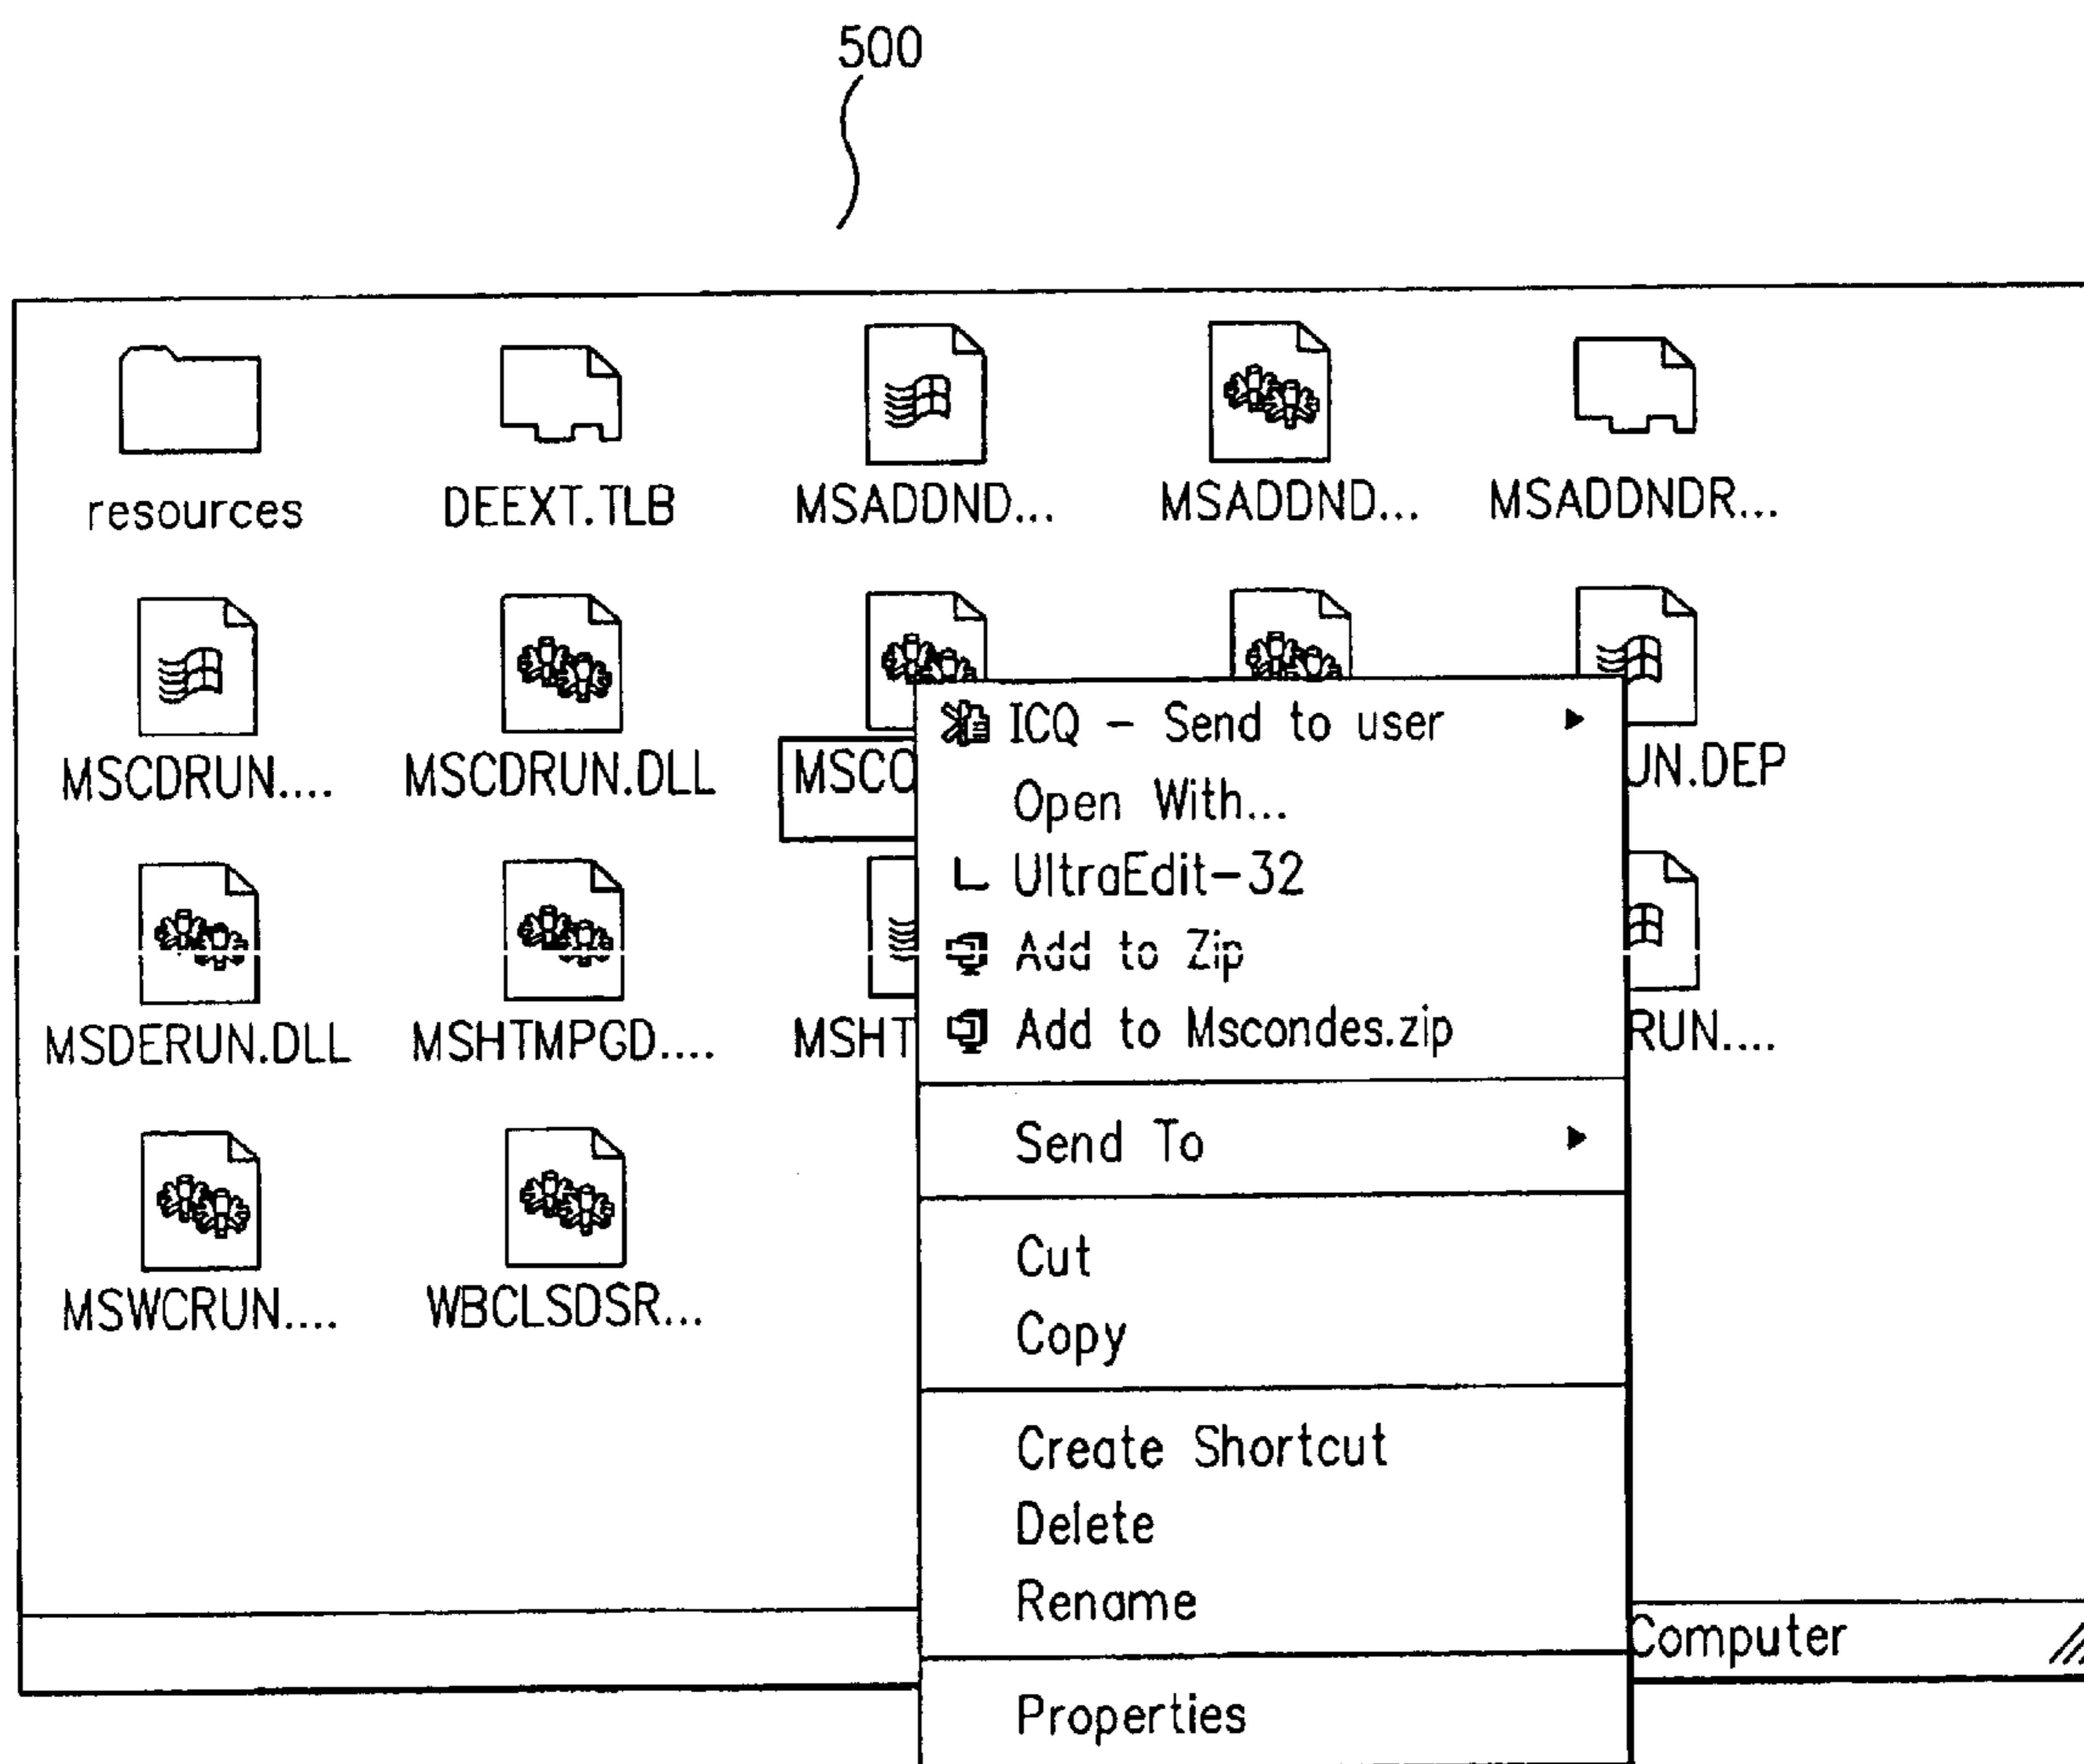 500
resources DEEXT.TLB MSADDND... MSADDND... MSADDNDR...
MSCDRUN.... MSCDRUN.DLL MSCO UN.DEP
MSDERUN.DLL MSHTMPGD.... MSHT RUN....
MSWCRUN.... WBCLSDSR...
ICQ – Send to user
Open With...
UltraEdit–32
Add to Zip
Add to Mscondes.zip
Send To
Cut
Copy
Create Shortcut
Delete
Rename
Computer
Properties